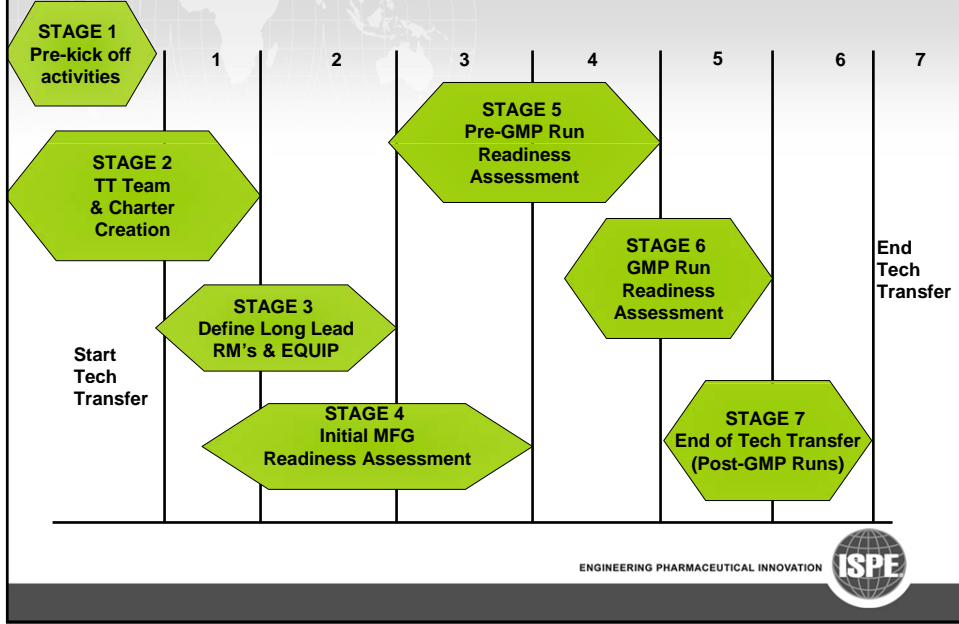 STAGE 1
Pre-kick off
activities
1
2
3
4
5
6
7
STAGE 2
TT Team
& Charter
Creation
STAGE 5
Pre-GMP Run
Readiness
Assessment
STAGE 3
Define Long Lead
RM's & EQUIP
STAGE 6
GMP Run
Readiness
Assessment
End
Tech
Transfer
Start
Tech
Transfer
STAGE 4
Initial MFG
Readiness Assessment
STAGE 7
End of Tech Transfer
(Post-GMP Runs)
ENGINEERING PHARMACEUTICAL INNOVATION
ISPE